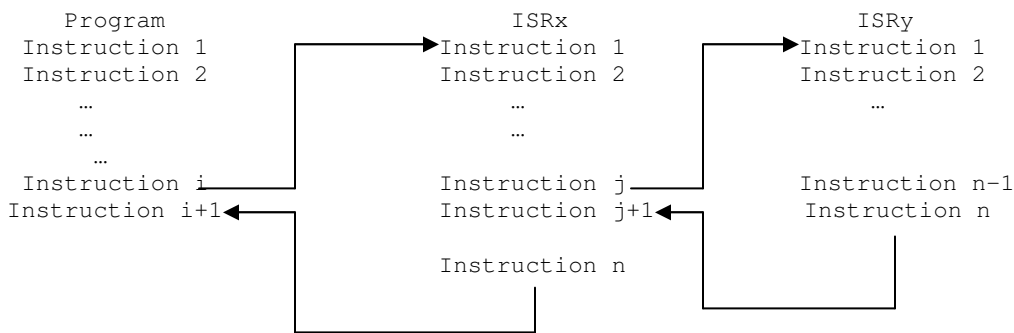 Program ISRx ISRy
Instruction 1 Instruction 1 Instruction 1
Instruction 2 Instruction 2 Instruction 2
… … …
… …
…
Instruction i Instruction j Instruction n-1
Instruction i+1 Instruction j+1 Instruction n
Instruction n